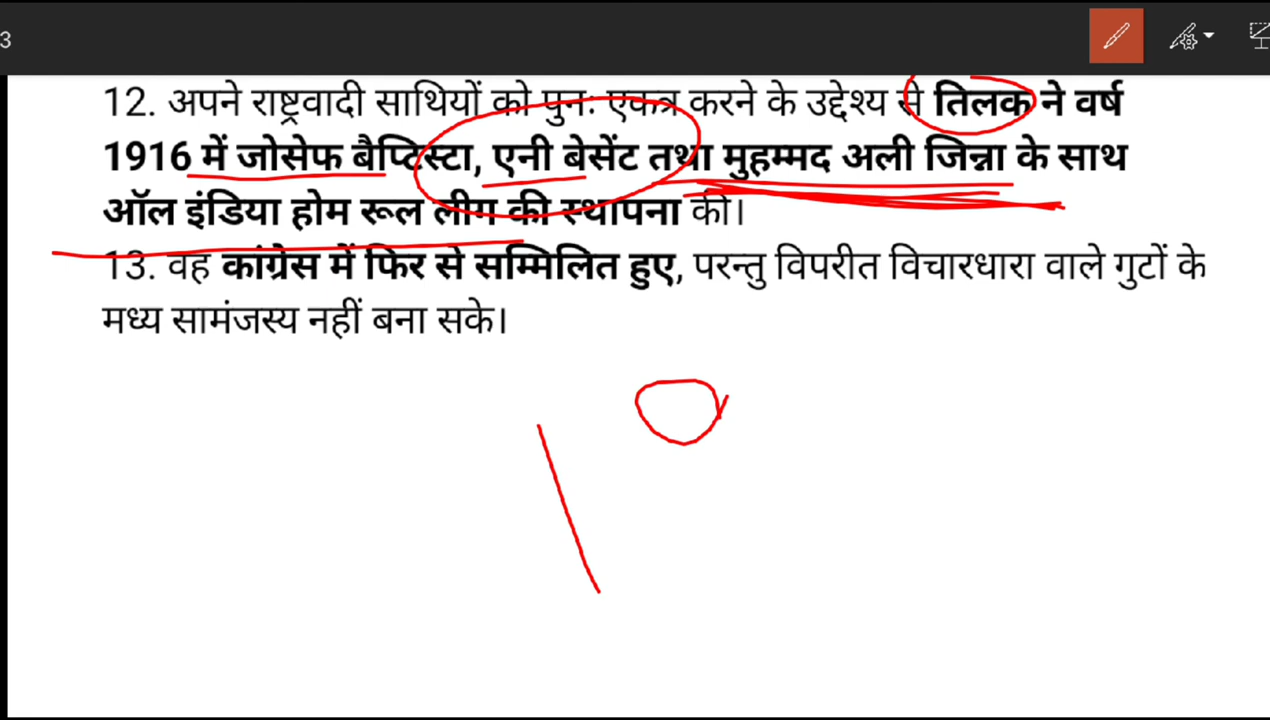 3
12. अपने राष्ट्रवादी साथियों को पुनः एकत्र करने के उद्देश्य से तिलक ने वर्ष
1916 में जोसेफ बैप्टिस्टा, एनी बेसेंट तथा मुहम्मद अली जिन्ना के साथ
ऑल इंडिया होम रूल लीग की स्थापना की।
13. वह कांग्रेस में फिर से सम्मिलित हुए, परन्तु विपरीत विचारधारा वाले गुटों के
मध्य सामंजस्य नहीं बना सके।